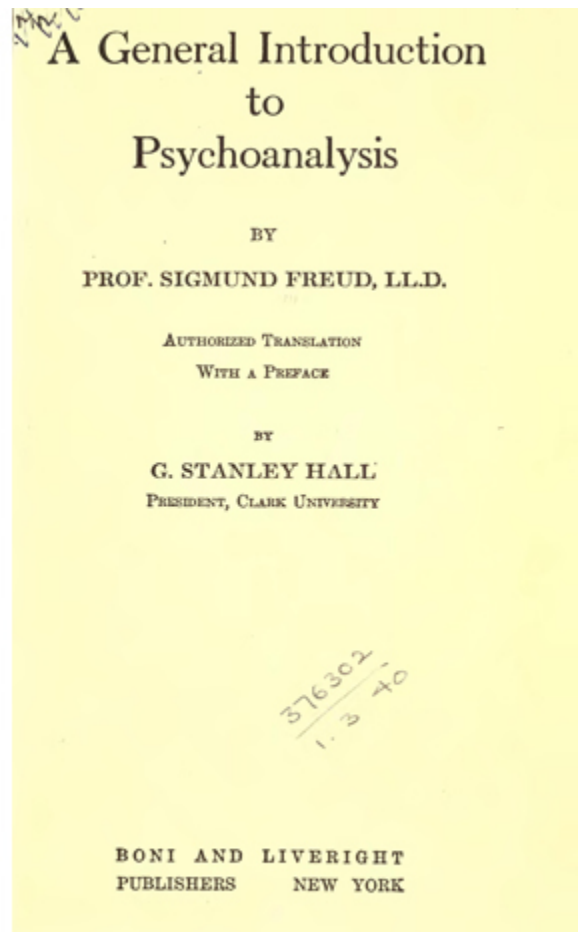 A General Introduction
to
Psychoanalysis
BY
PROF. SIGMUND FREUD, LL.D.
AUTHORIZED TRANSLATION
WITH A PREFACE
BY
G. STANLEY HALL
PRESIDENT, CLARK UNIVERSITY
376302
1. 3 40
BONI AND LIVERIGHT
PUBLISHERS NEW YORK